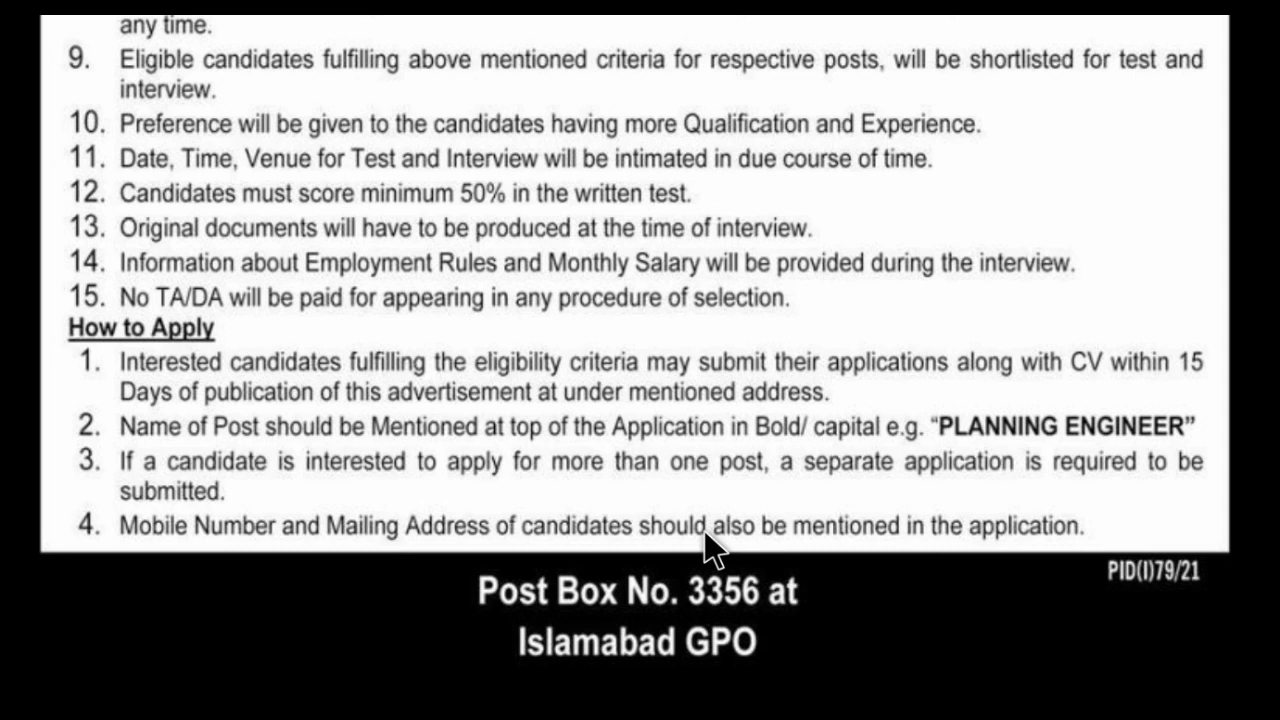 any time.
9. Eligible candidates fulfilling above mentioned criteria for respective posts, will be shortlisted for test and
interview.
10. Preference will be given to the candidates having more Qualification and Experience.
11. Date, Time, Venue for Test and Interview will be intimated in due course of time.
12. Candidates must score minimum 50% in the written test.
13. Original documents will have to be produced at the time of interview.
14. Information about Employment Rules and Monthly Salary will be provided during the interview.
15. No TA/DA will be paid for appearing in any procedure of selection.
How to Apply
1. Interested candidates fulfilling the eligibility criteria may submit their applications along with CV within 15
Days of publication of this advertisement at under mentioned address.
2. Name of Post should be Mentioned at top of the Application in Bold/ capital e.g. “PLANNING ENGINEER”
3. If a candidate is interested to apply for more than one post, a separate application is required to be
submitted.
4. Mobile Number and Mailing Address of candidates should also be mentioned in the application.
PID(I)79/21
Post Box No. 3356 at
Islamabad GPO